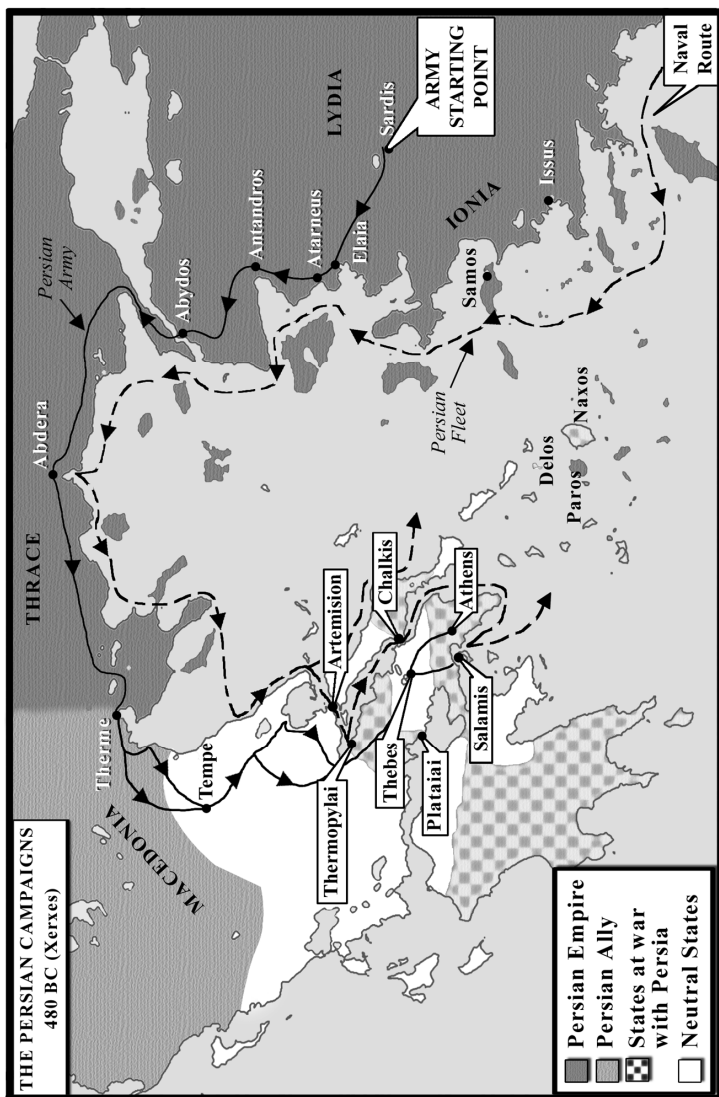 THE PERSIAN CAMPAIGNS
480 BC (Xerxes)
THRACE
Abdera
Persian
Army
Therme
MACEDONIA
Tempe
Abydos
Antandros
Atarneus
Elaia
LYDIA
Sardis
ARMY
STARTING
POINT
IONIA
Issus
Samos
Naval
Route
Persian
Fleet
Artemision
Chalkis
Athens
Thermopylai
Thebes
Plataiai
Salamis
Delos
Paros
Naxos
Persian Empire
Persian Ally
States at war
with Persia
Neutral States